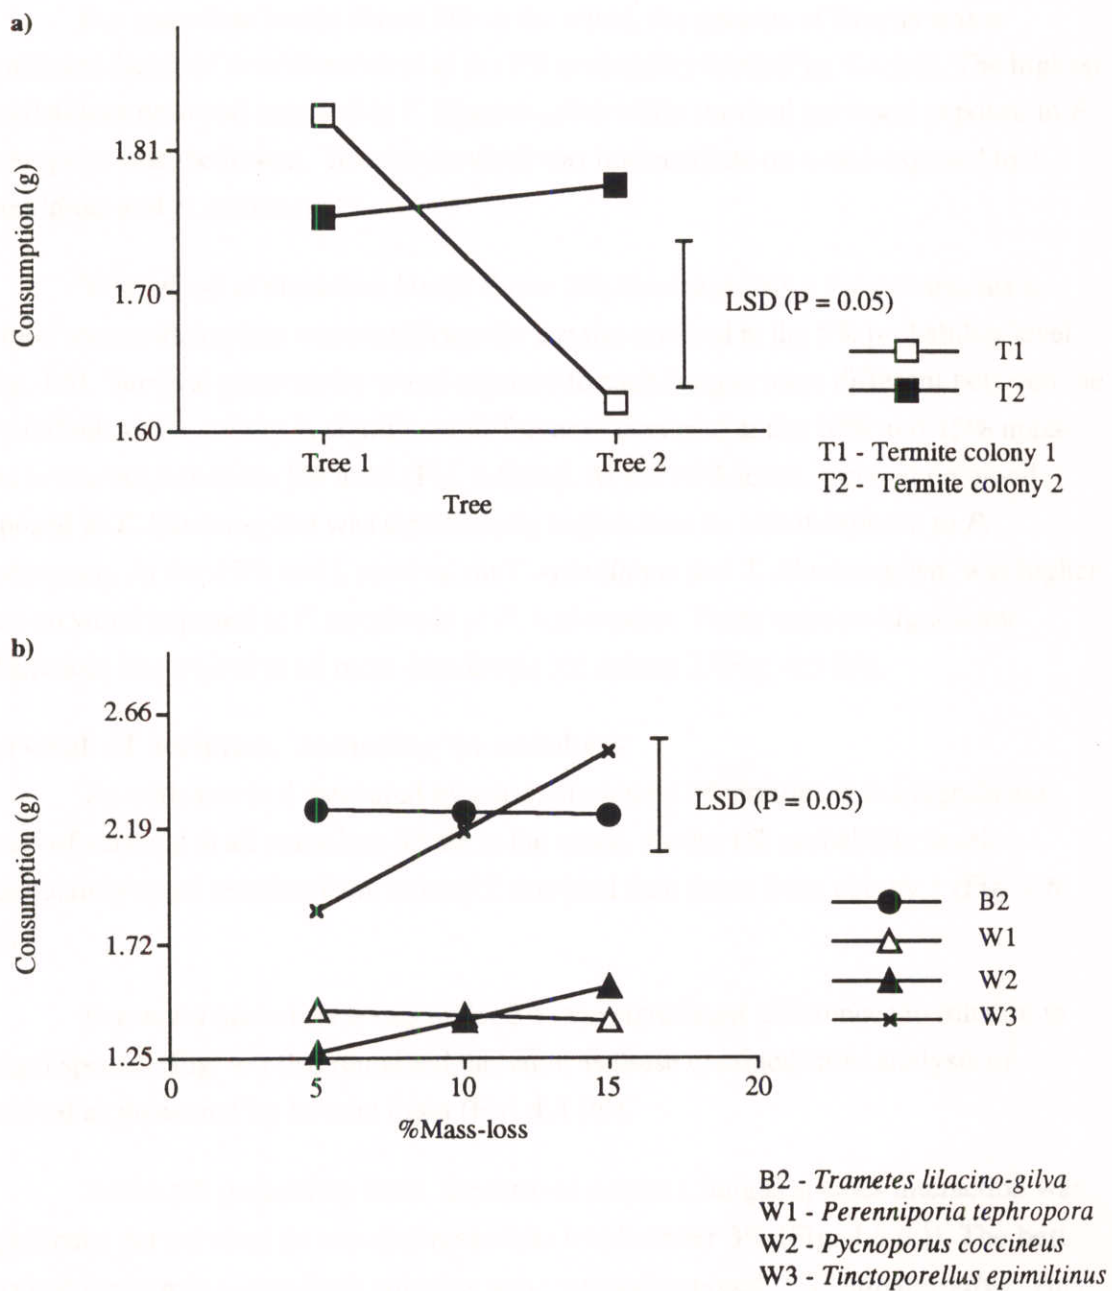 a)
Consumption (g)
1.81
1.70
1.60
LSD (P = 0.05)
T1
T2
Tree 1
Tree 2
Tree
T1 - Termite colony 1
T2 - Termite colony 2
b)
Consumption (g)
2.66
2.19
1.72
1.25
LSD (P = 0.05)
B2
W1
W2
W3
0
5
10
15
20
%Mass-loss
B2 - Trametes lilacino-gilva
W1 - Perenniporia tephropora
W2 - Pycnoporus coccineus
W3 - Tinctoporellus epimiltinus